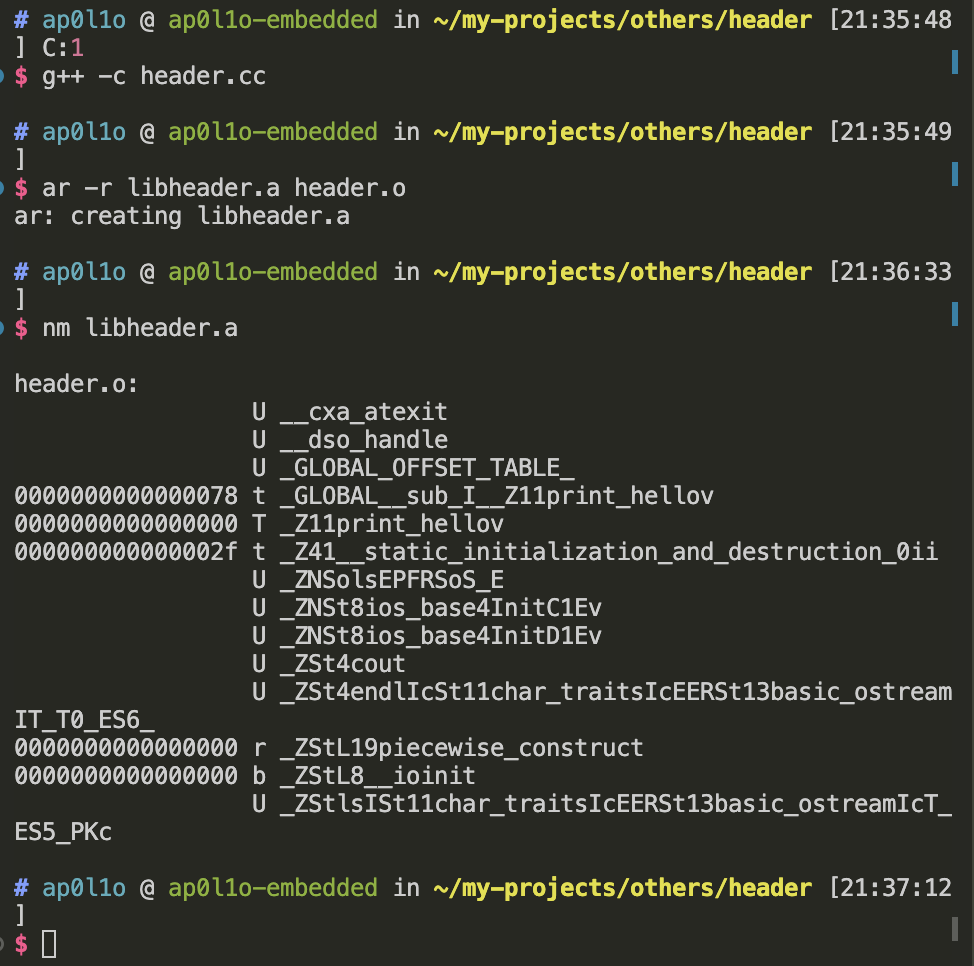 # ap0l1o @ ap0l1o-embedded in ~/my-projects/others/header [21:35:48
] C:1
$ g++ -c header.cc
# ap0l1o @ ap0l1o-embedded in ~/my-projects/others/header [21:35:49
]
$ ar -r libheader.a header.o
ar: creating libheader.a
# ap0l1o @ ap0l1o-embedded in ~/my-projects/others/header [21:36:33
]
$ nm libheader.a
header.o:
U __cxa_atexit
U __dso_handle
U _GLOBAL_OFFSET_TABLE_
0000000000000078 t _GLOBAL__sub_I__Z11print_hellov
0000000000000000 T _Z11print_hellov
000000000000002f t _Z41__static_initialization_and_destruction_0ii
U _ZNSolsEPFRSoS_E
U _ZNSt8ios_base4InitC1Ev
U _ZNSt8ios_base4InitD1Ev
U _ZSt4cout
U _ZSt4endlIcSt11char_traitsIcEERSt13basic_ostream
IT_T0_ES6_
0000000000000000 r _ZStL19piecewise_construct
0000000000000000 b _ZStL8__ioinit
U _ZStlsISt11char_traitsIcEERSt13basic_ostreamIcT_
ES5_PKc
# ap0l1o @ ap0l1o-embedded in ~/my-projects/others/header [21:37:12
]
$